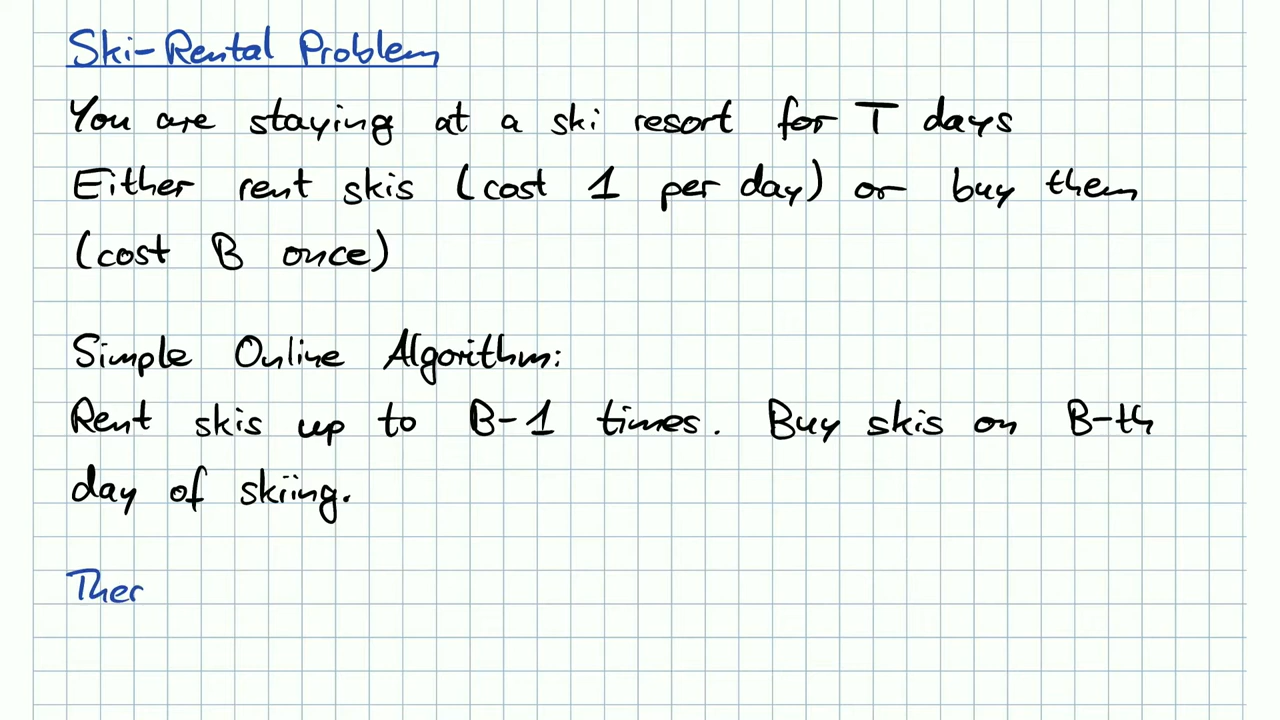 Ski-Rental Problem
You are staying at a ski resort for T days
Either rent skis (cost 1 per day) or buy them
(cost B once)
Simple Online Algorithm:
Rent skis up to B-1 times. Buy skis on B-th
day of skiing.
Ther